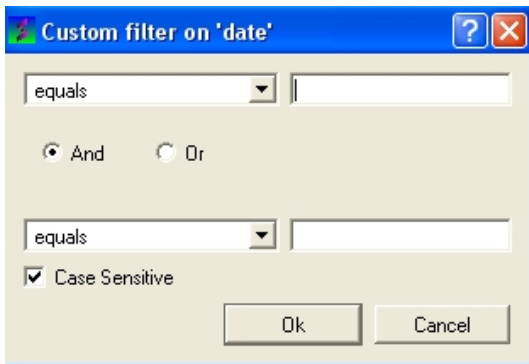 Custom filter on 'date'
equals
And Or
equals
Case Sensitive
Ok Cancel